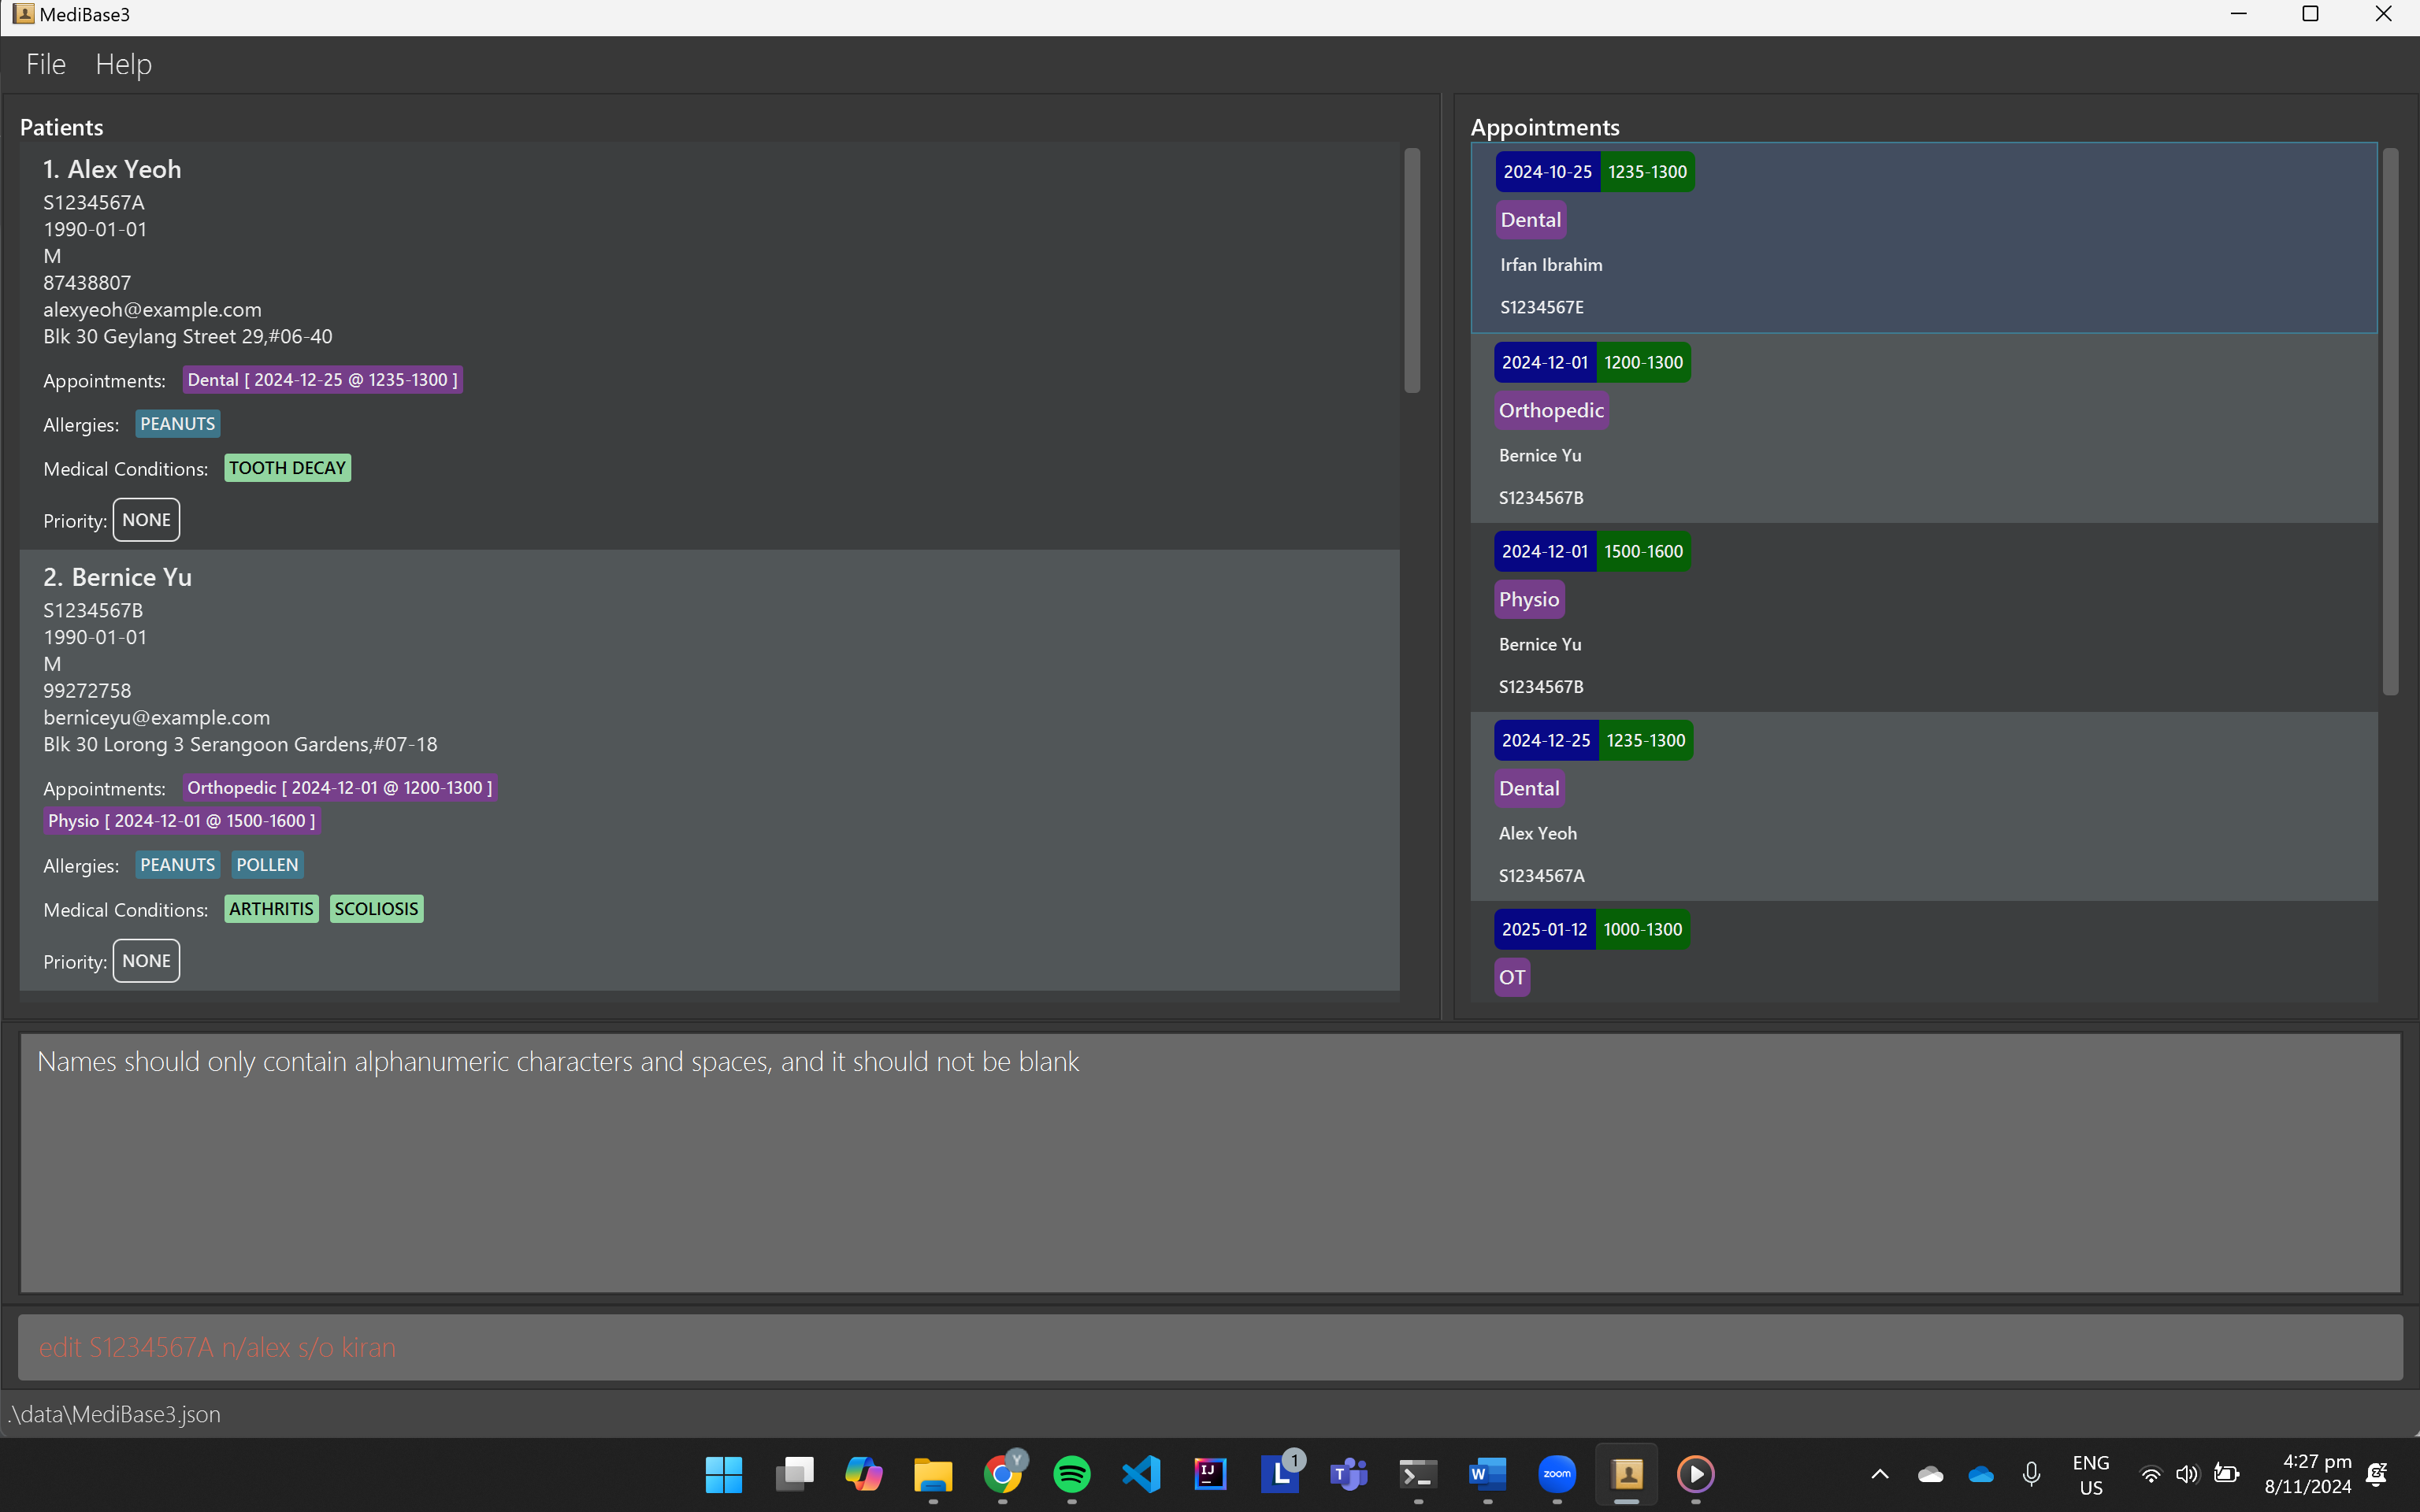 MediBase3
File Help
Patients
1. Alex Yeoh
S1234567A
1990-01-01
M
87438807
alexyeoh@example.com
Blk 30 Geylang Street 29,#06-40
Appointments: Dental [ 2024-12-25 @ 1235-1300 ]
Allergies: PEANUTS
Medical Conditions: TOOTH DECAY
Priority: NONE
2. Bernice Yu
S1234567B
1990-01-01
M
99272758
berniceyu@example.com
Blk 30 Lorong 3 Serangoon Gardens,#07-18
Appointments: Orthopedic [ 2024-12-01 @ 1200-1300 ]
Physio [ 2024-12-01 @ 1500-1600 ]
Allergies: PEANUTS POLLEN
Medical Conditions: ARTHRITIS SCOLIOSIS
Priority: NONE
Appointments
2024-10-25 1235-1300
Dental
Irfan Ibrahim
S1234567E
2024-12-01 1200-1300
Orthopedic
Bernice Yu
S1234567B
2024-12-01 1500-1600
Physio
Bernice Yu
S1234567B
2024-12-25 1235-1300
Dental
Alex Yeoh
S1234567A
2025-01-12 1000-1300
OT
Names should only contain alphanumeric characters and spaces, and it should not be blank
edit S1234567A n/alex s/o kiran
.\data\MediBase3.json
Y
IJ
L 1
T
W
zoom
ENG
US
4:27 pm
8/11/2024